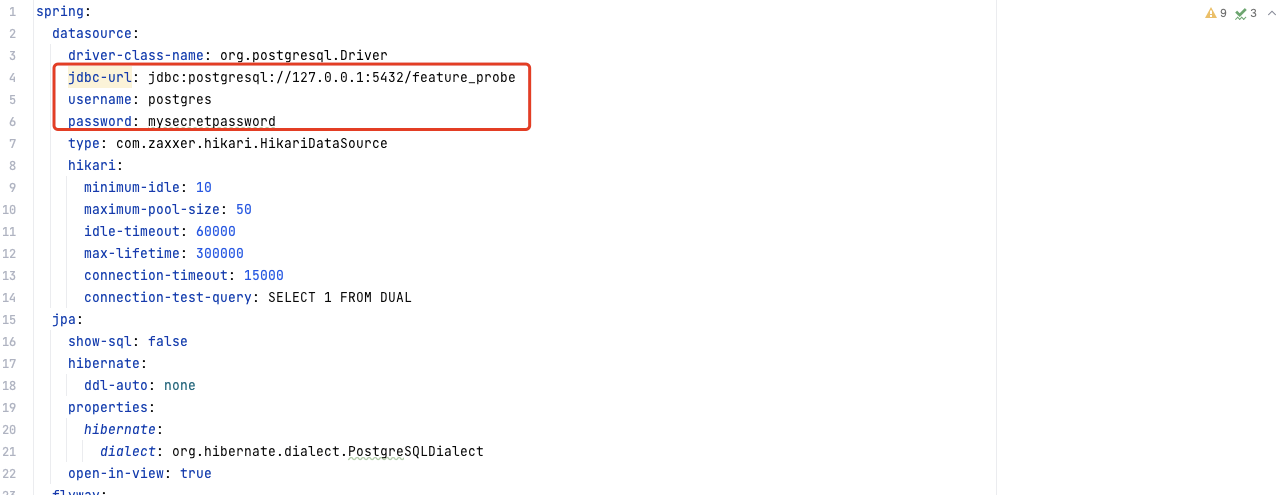 9 3
1 spring:
2 datasource:
3 driver-class-name: org.postgresql.Driver
4 jdbc-url: jdbc:postgresql://127.0.0.1:5432/feature_probe
5 username: postgres
6 password: mysecretpassword
7 type: com.zaxxer.hikari.HikariDataSource
8 hikari:
9 minimum-idle: 10
10 maximum-pool-size: 50
11 idle-timeout: 60000
12 max-lifetime: 300000
13 connection-timeout: 15000
14 connection-test-query: SELECT 1 FROM DUAL
15 jpa:
16 show-sql: false
17 hibernate:
18 ddl-auto: none
19 properties:
20 hibernate:
21 dialect: org.hibernate.dialect.PostgreSQLDialect
22 open-in-view: true
23 flyway: